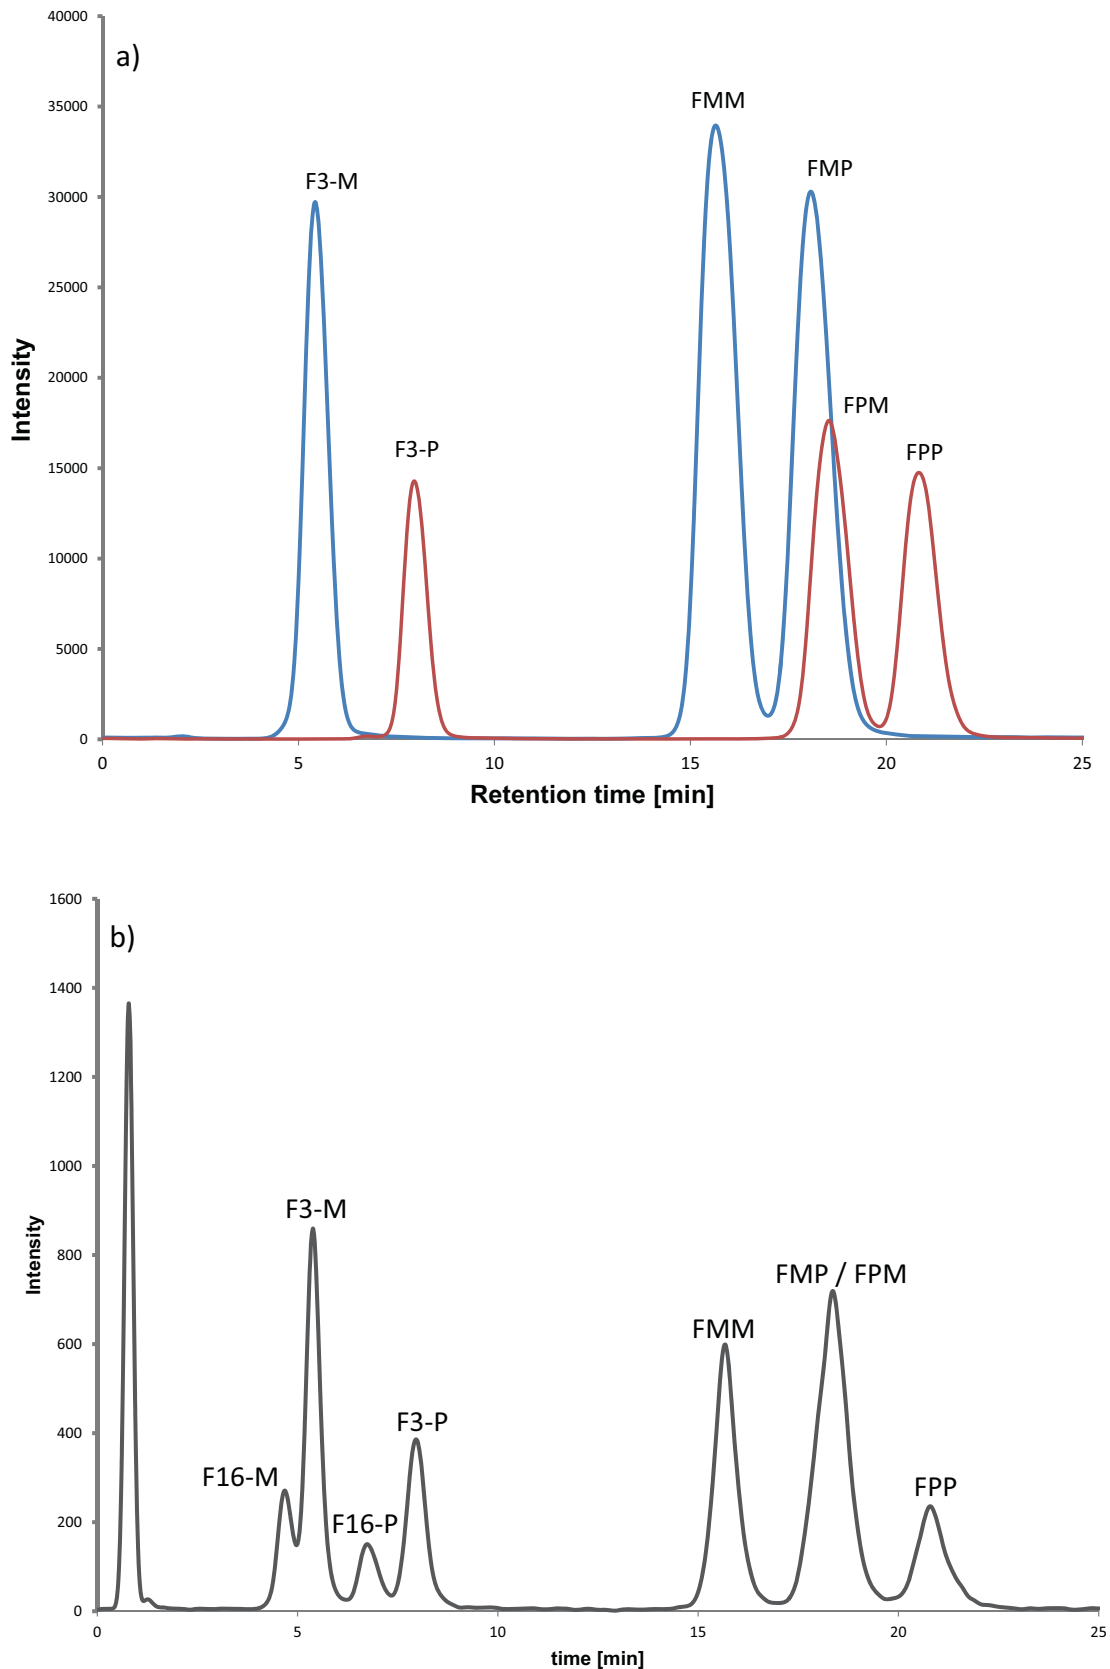 40000
a)
35000
FMM
FMP
F3-M
30000
25000
Intensity
20000
FPM
F3-P
FPP
15000
10000
5000
0
0 5 10 15 20 25
Retention time [min]
1600
b)
1400
1200
1000
F3-M
Intensity
800
FMP / FPM
FMM
600
F3-P
400
F16-M
FPP
F16-P
200
0
0 5 10 15 20 25
time [min]